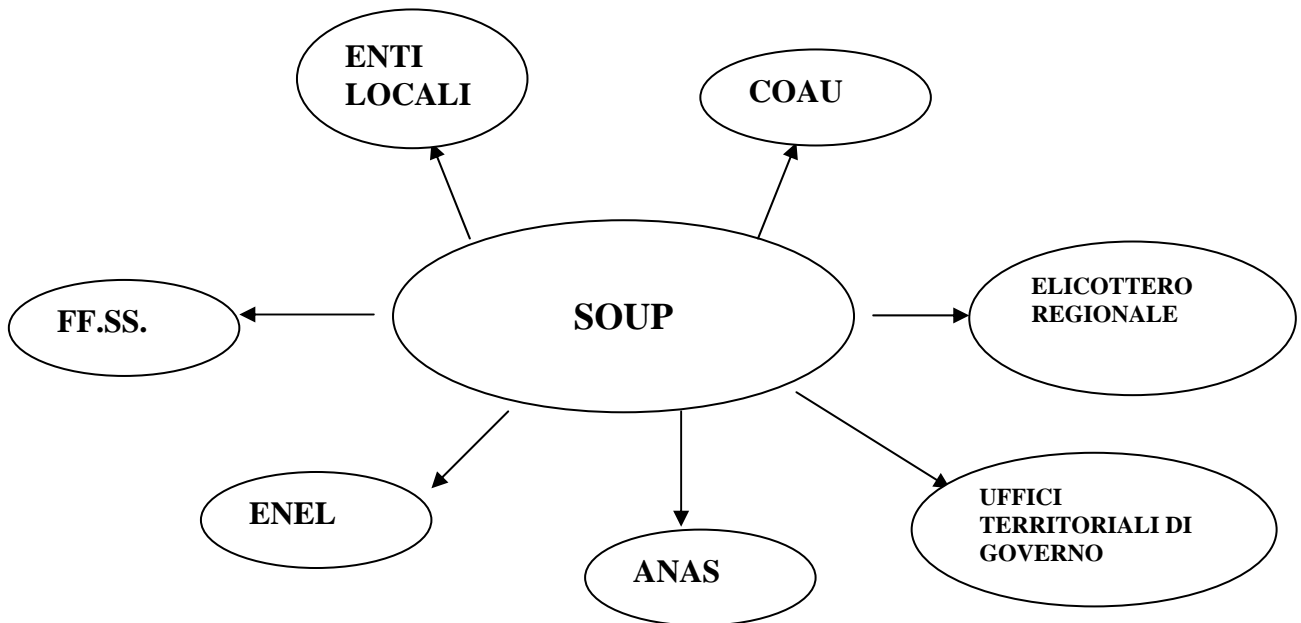 ENTI
LOCALI
COAU
ELICOTTERO
REGIONALE
FF.SS.
SOUP
ENEL
ANAS
UFFICI
TERRITORIALI DI
GOVERNO